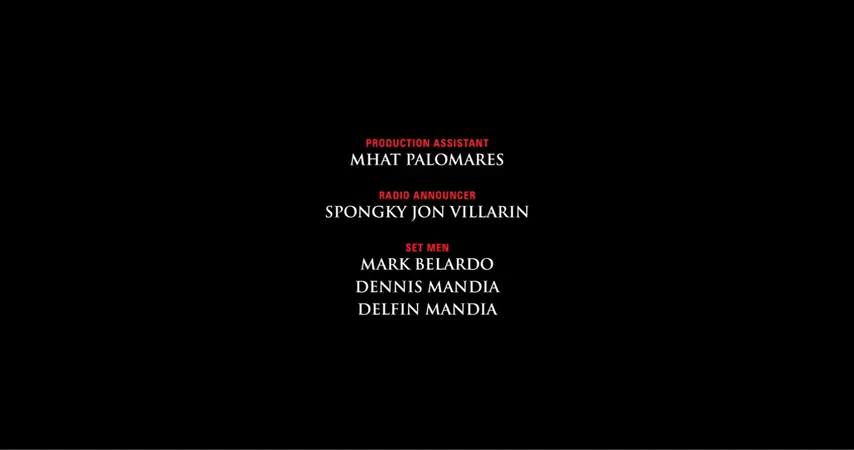 PRODUCTION ASSISTANT
MHAT PALOMARES
RADIO ANNOUNCER
SPONGKY JON VILLARIN
SET MEN
MARK BELARDO
DENNIS MANDIA
DELFIN MANDIA